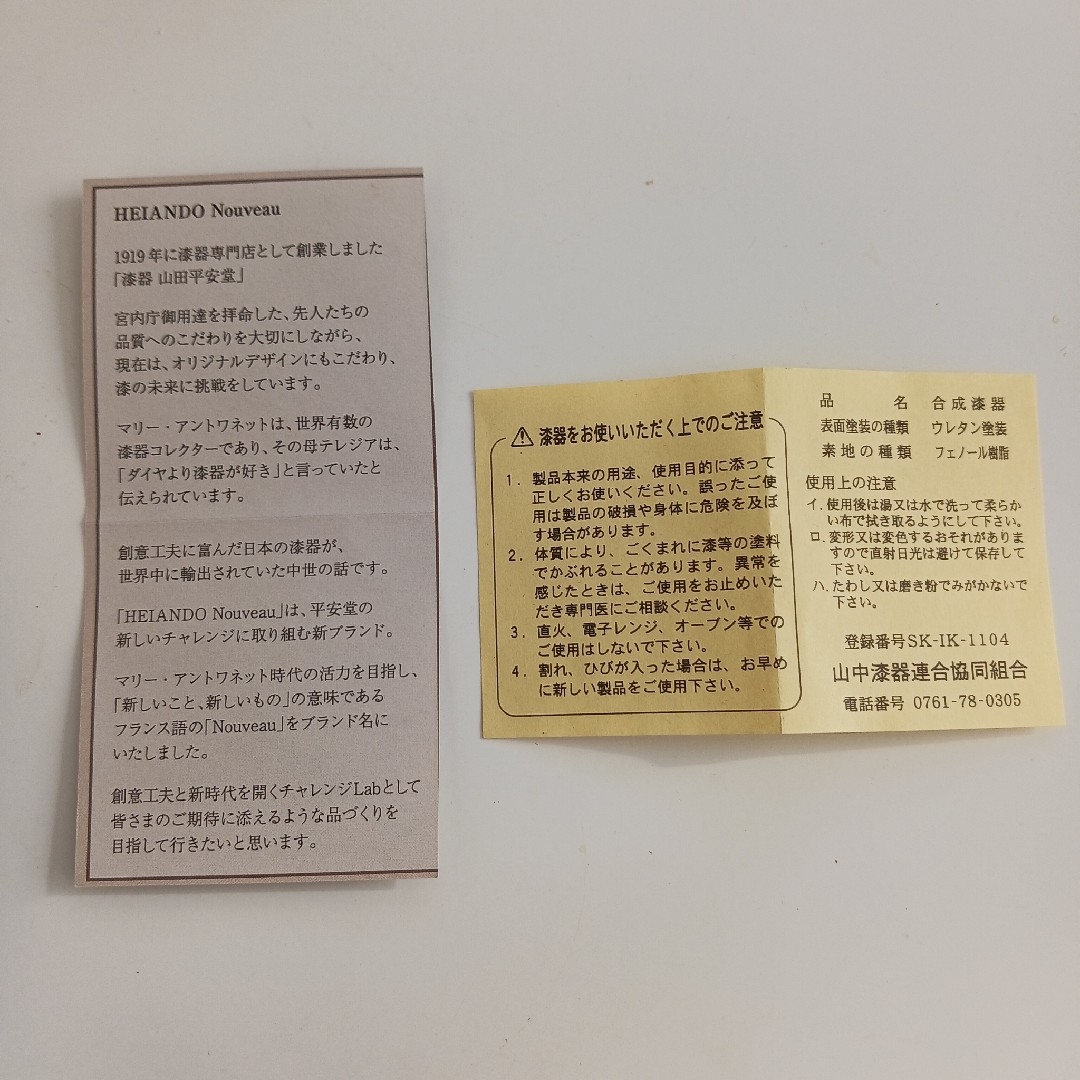 HEIANDO Nouveau
1919年に漆器専門店として創業しました
「漆器 山田平安堂」
宮内庁御用達を拝命した、先人たちの
品質へのこだわりを大切にしながら、
現在は、オリジナルデザインにもこだわり、
漆の未来に挑戦をしています。
マリー・アントワネットは、世界有数の
漆器コレクターであり、その母テレジアは、
「ダイヤより漆器が好き」と言っていたと
伝えられています。
創意工夫に富んだ日本の漆器が、
世界中に輸出されていた中世の話です。
「HEIANDO Nouveau」は、平安堂の
新しいチャレンジに取り組む新ブランド。
マリー・アントワネット時代の活力を目指し、
「新しいこと、新しいもの」の意味である
フランス語の「Nouveau」をブランド名に
いたしました。
創意工夫と新時代を開くチャレンジLabとして
皆さまのご期待に添えるような品づくりを
目指して行きたいと思います。
⚠ 漆器をお使いいただく上でのご注意
1. 製品本来の用途、使用目的に添って
正しくお使いください。誤ったご使
用は製品の破損や身体に危険を及ぼ
す場合があります。
2. 体質により、ごくまれに漆等の塗料
でかぶれることがあります。異常を
感じたときは、ご使用をお止めいた
だき専門医にご相談ください。
3. 直火、電子レンジ、オーブン等での
ご使用はしないで下さい。
4. 割れ、ひびが入った場合は、お早め
に新しい製品をご使用下さい。
品 名 合成漆器
表面塗装の種類 ウレタン塗装
素地の種類 フェノール樹脂
使用上の注意
イ. 使用後は湯又は水で洗って柔らか
い布で拭き取るようにして下さい。
ロ. 変形又は変色するおそれがありま
すので直射日光は避けて保存して
下さい。
ハ. たわし又は磨き粉でみがかないで
下さい。
登録番号SK-IK-1104
山中漆器連合協同組合
電話番号 0761-78-0305